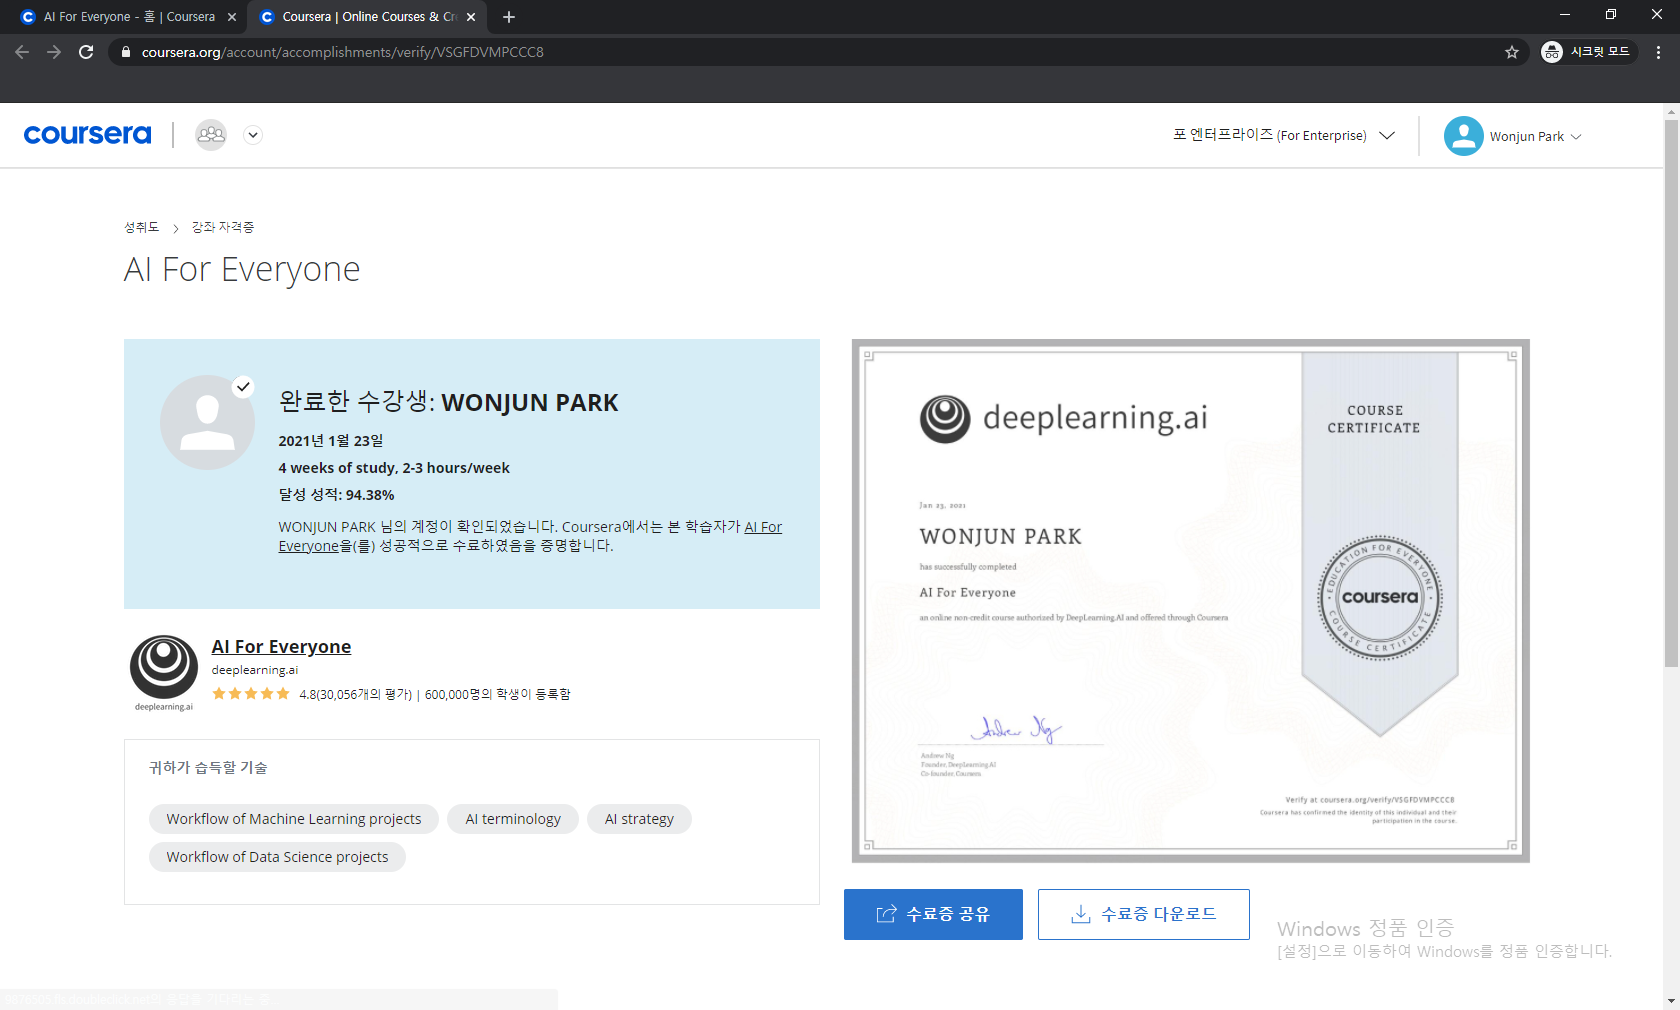 AI For Everyone - 홈 | Coursera
Coursera | Online Courses & Cr
coursera.org/account/accomplishments/verify/VSGFDVMPCCC8
시크릿 모드
coursera
포 엔터프라이즈 (For Enterprise)
Wonjun Park
성취도 > 강좌 자격증
AI For Everyone
완료한 수강생: WONJUN PARK
2021년 1월 23일
4 weeks of study, 2-3 hours/week
달성 성적: 94.38%
WONJUN PARK 님의 계정이 확인되었습니다. Coursera에서는 본 학습자가 AI For
Everyone을(를) 성공적으로 수료하였음을 증명합니다.
AI For Everyone
deeplearning.ai
4.8(30,056개의 평가) | 600,000명의 학생이 등록함
deeplearning.ai
귀하가 습득할 기술
Workflow of Machine Learning projects
AI terminology
AI strategy
Workflow of Data Science projects
deeplearning.ai
COURSE
CERTIFICATE
Jan 23, 2021
WONJUN PARK
has successfully completed
AI For Everyone
an online non-credit course authorized by DeepLearning.AI and offered through Coursera
EDUCATION FOR EVERYONE
coursera
COURSE CERTIFICATE
Andrew Ng
Andrew Ng
Founder, DeepLearning.AI
Co-founder, Coursera
Verify at coursera.org/verify/VSGFDVMPCCC8
Coursera has confirmed the identity of this individual and their
participation in the course.
수료증 공유
수료증 다운로드
Windows 정품 인증
[설정]으로 이동하여 Windows를 정품 인증합니다.